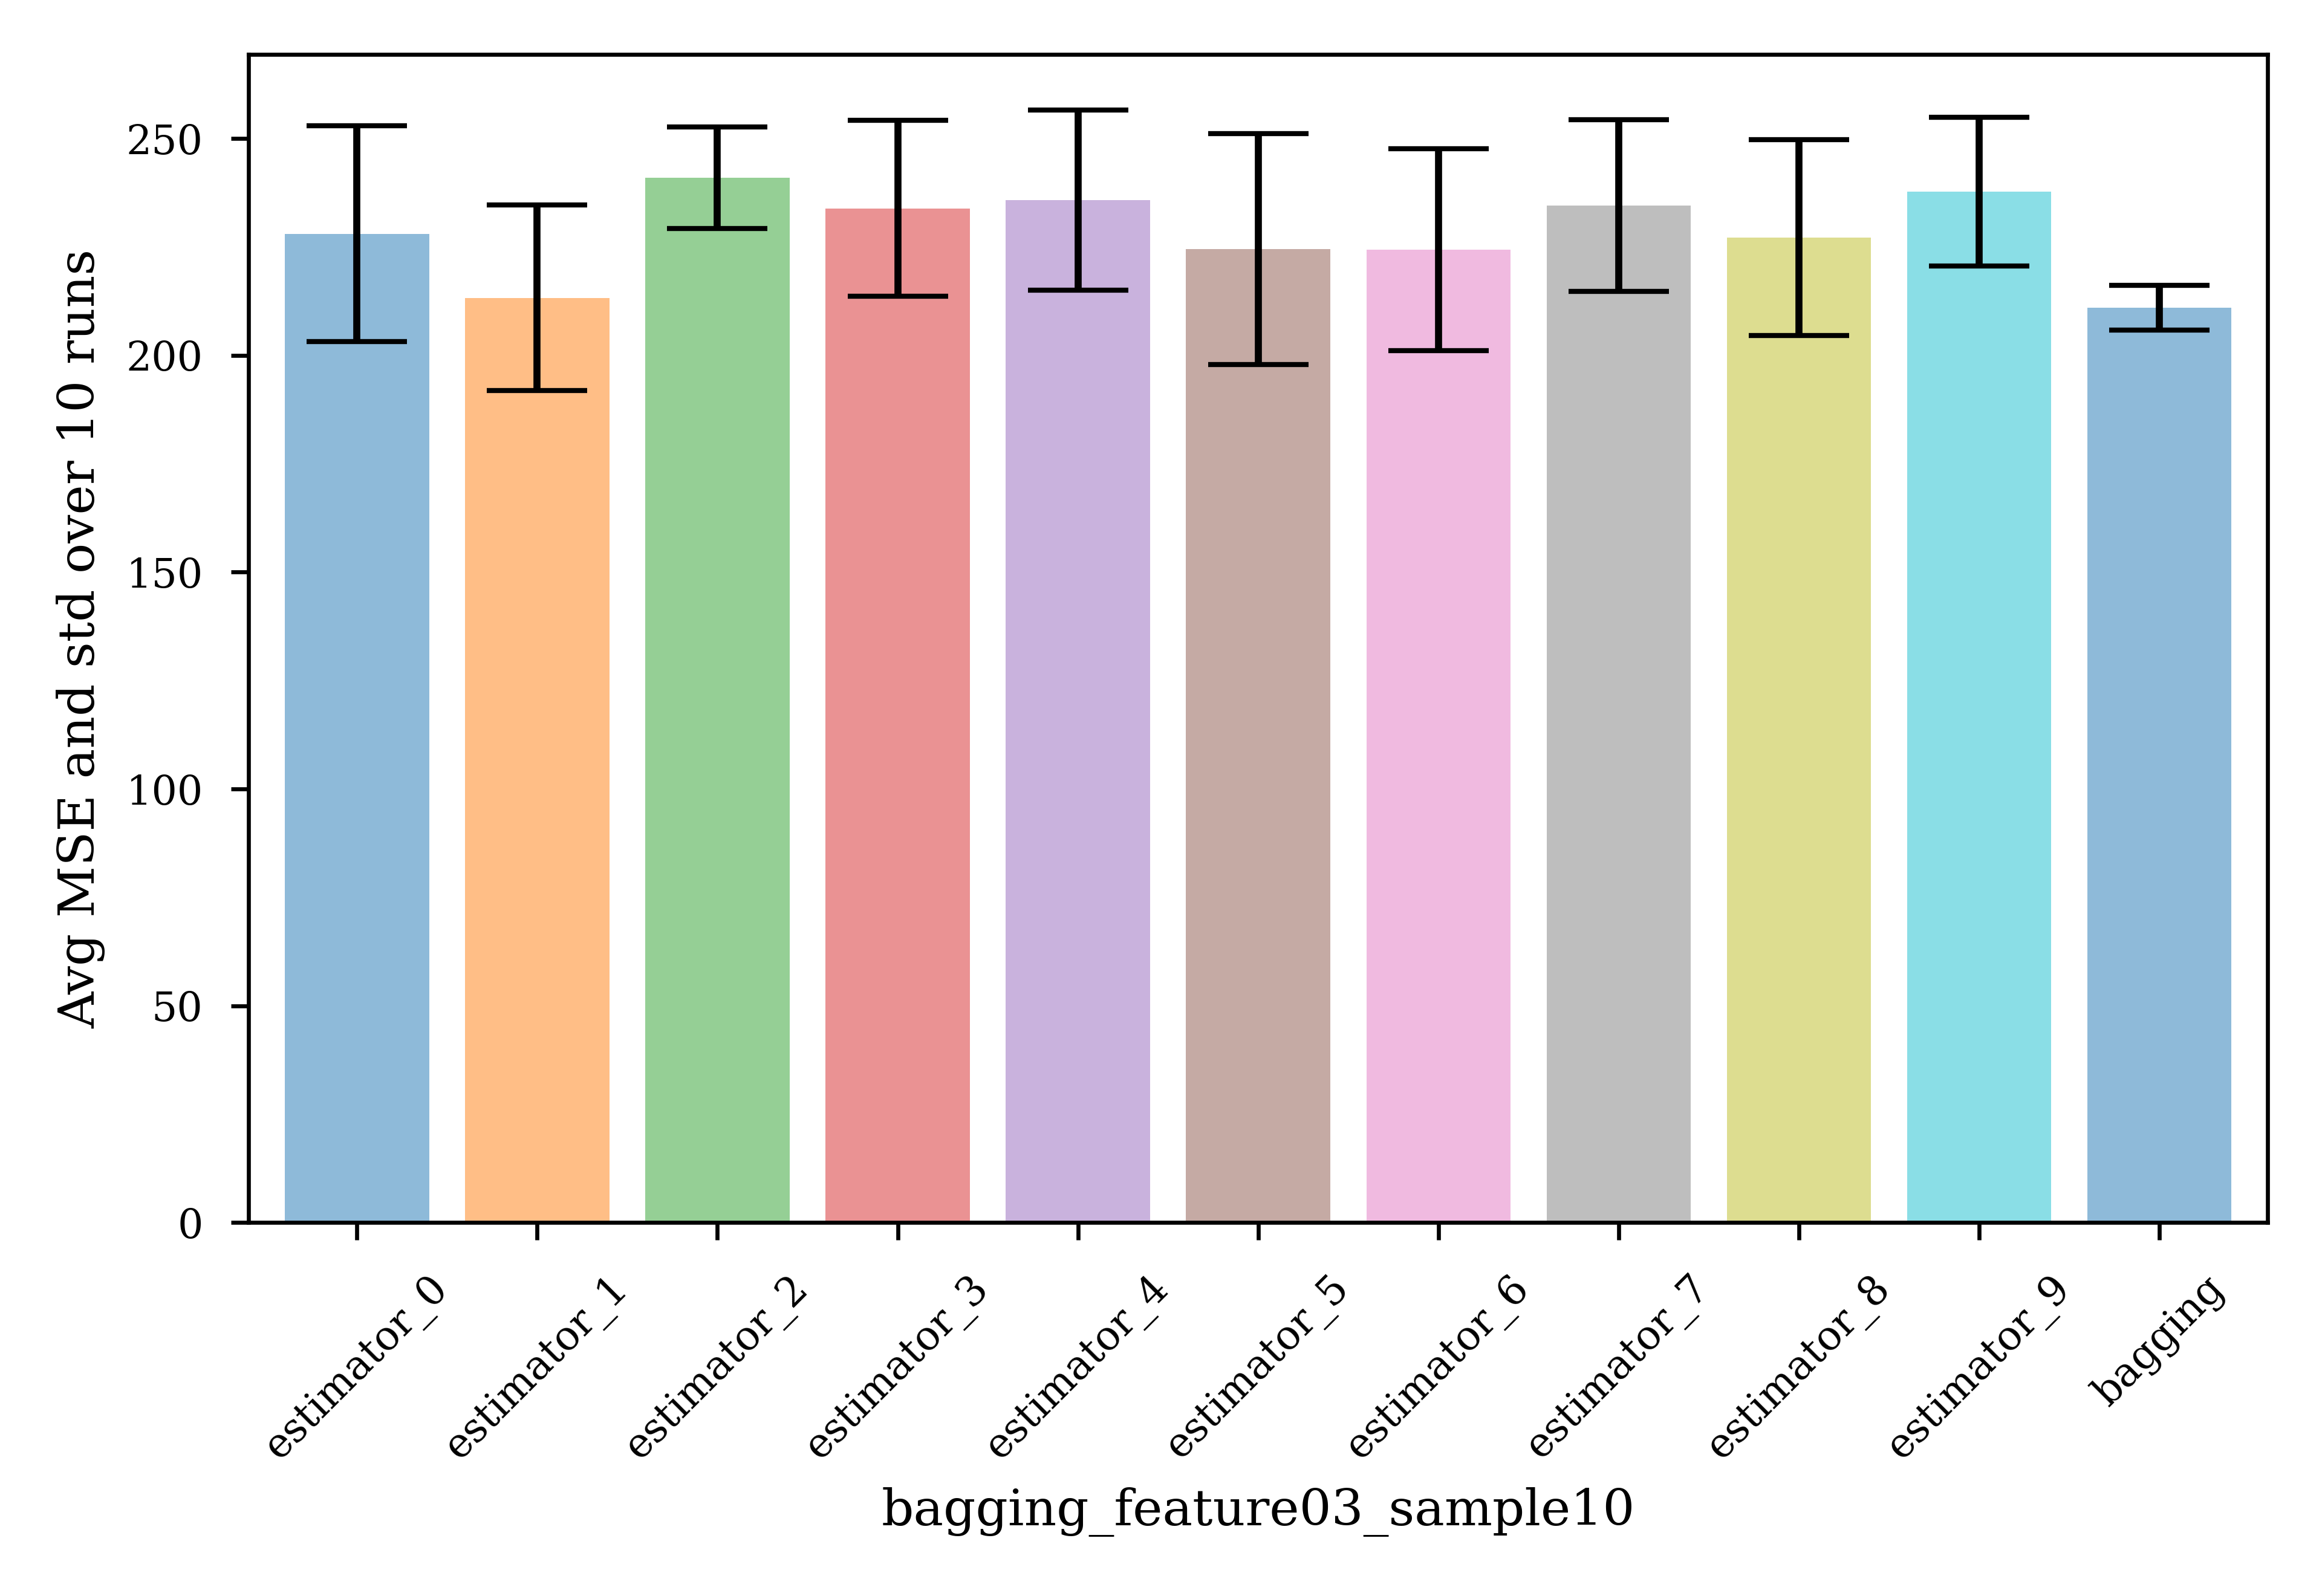 Avg MSE and std over 10 runs
250
200
150
100
50
0
estimator_0
estimator_1
estimator_2
estimator_3
estimator_4
estimator_5
estimator_6
estimator_7
estimator_8
estimator_9
bagging
bagging_feature03_sample10